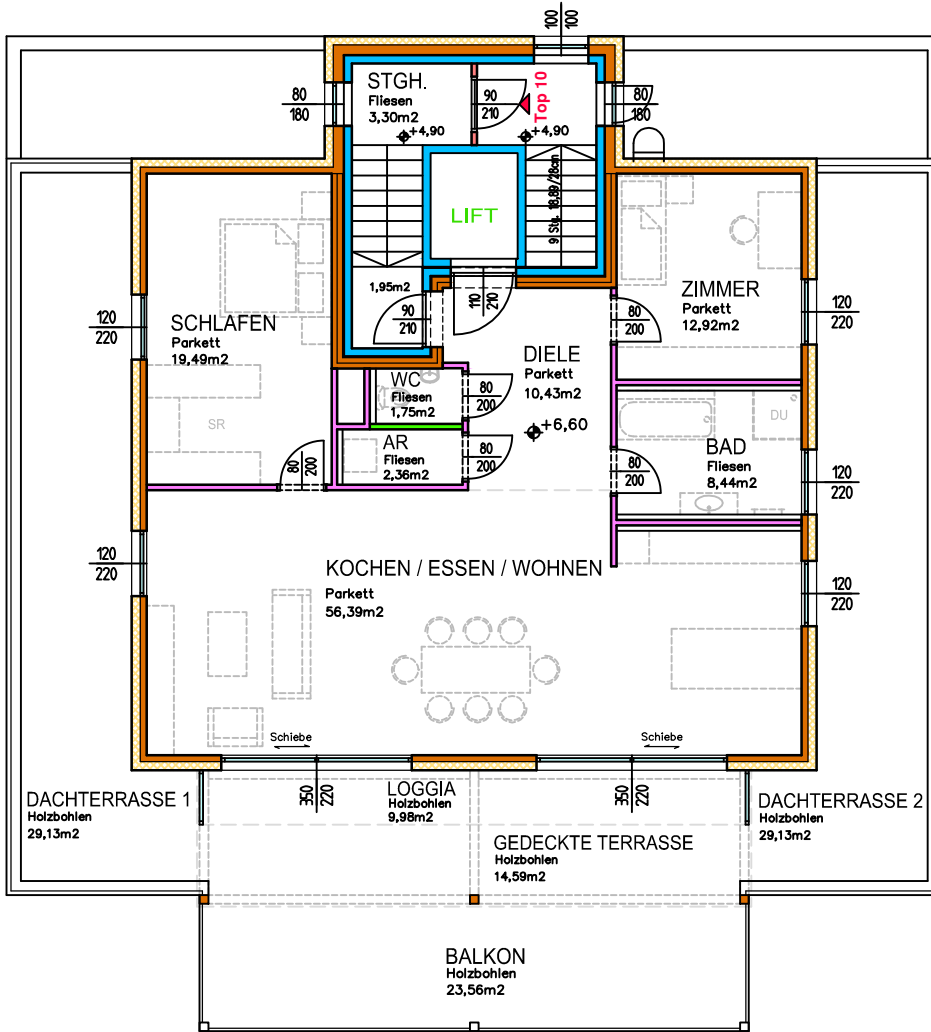 100
100
STGH.
Fliesen
3,30m2
+4,90
90
210
Top 10
+4,90
80
180
80
180
9 Stg. 18,89/28cm
LIFT
1,95m2
90
210
110
210
SCHLAFEN
Parkett
19,49m2
120
220
ZIMMER
Parkett
12,92m2
80
200
120
220
DIELE
Parkett
10,43m2
+6,60
WC
Fliesen
1,75m2
80
200
SR
AR
Fliesen
2,36m2
80
200
80
200
DU
BAD
Fliesen
8,44m2
80
200
120
220
120
220
KOCHEN / ESSEN / WOHNEN
Parkett
56,39m2
120
220
Schiebe
Schiebe
350
220
350
220
DACHTERRASSE 1
Holzbohlen
29,13m2
LOGGIA
Holzbohlen
9,98m2
DACHTERRASSE 2
Holzbohlen
29,13m2
GEDECKTE TERRASSE
Holzbohlen
14,59m2
BALKON
Holzbohlen
23,56m2